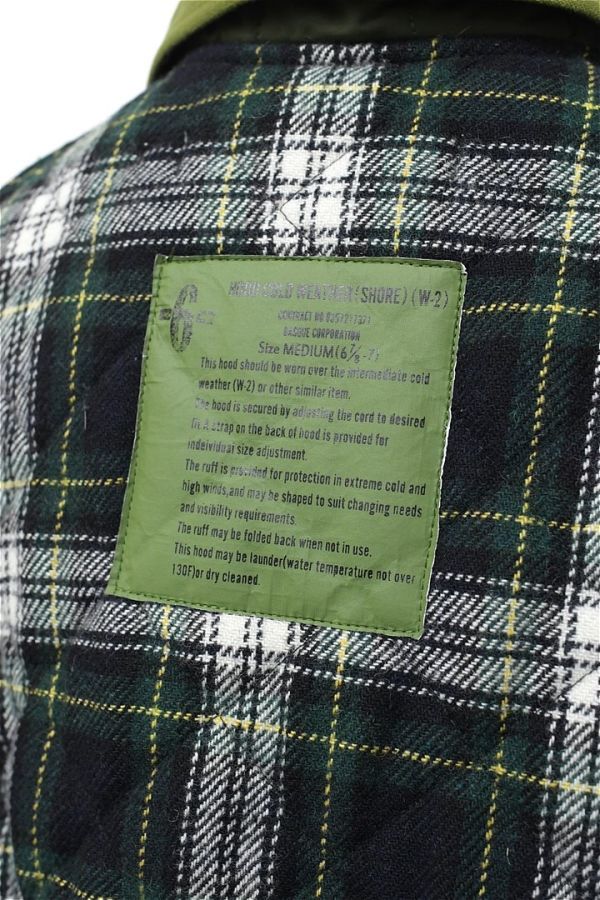 -6-
HOOD COLD WEATHER (SHORE) (W-2)
CONTRACT NO
BASQUE CORPORATION
Size MEDIUM(6 7/8-7)
This hood should be worn over the intermediate cold
weather (W-2) or other similar item.
The hood is secured by adjusting the cord to desired
fit.A strap on the back of hood is provided for
indeividual size adjustment.
The ruff is provided for protection in extreme cold and
high winds,and may be shaped to suit changing needs
and visibility requirements.
The ruff may be folded back when not in use.
This hood may be launder(water temperature not over
130F)or dry cleaned.